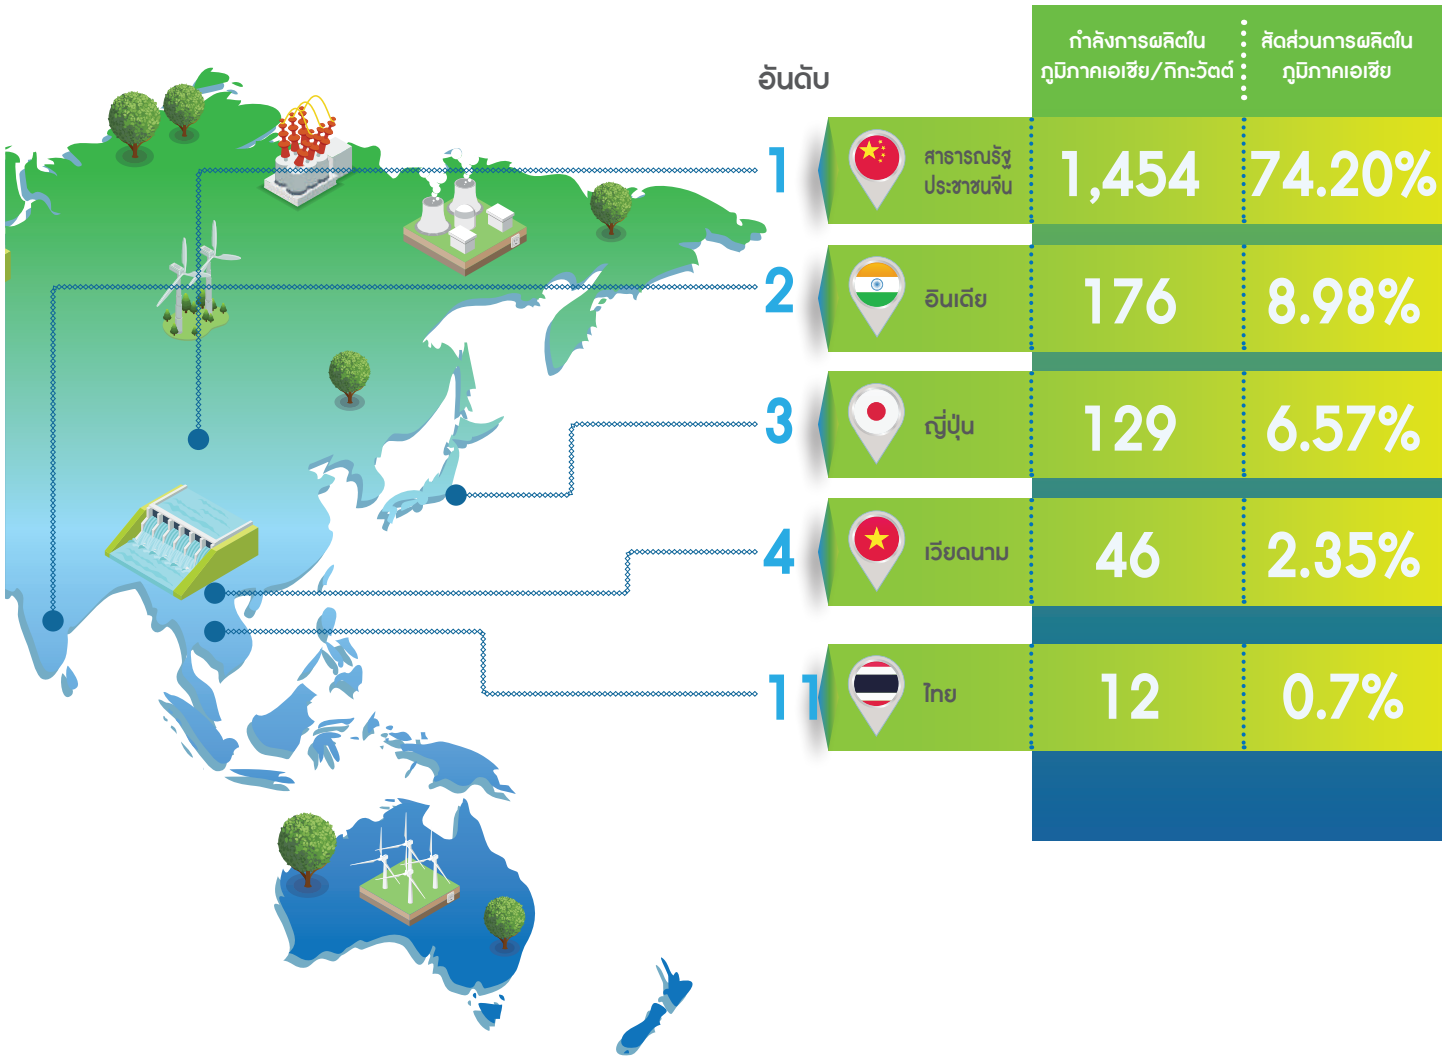 อันดับ
กำลังการผลิตใน
ภูมิภาคเอเชีย/กิกะวัตต์
สัดส่วนการผลิตใน
ภูมิภาคเอเชีย
1
สาธารณรัฐ
ประชาชนจีน
1,454
74.20%
2
อินเดีย
176
8.98%
3
ญี่ปุ่น
129
6.57%
4
เวียดนาม
46
2.35%
11
ไทย
12
0.7%